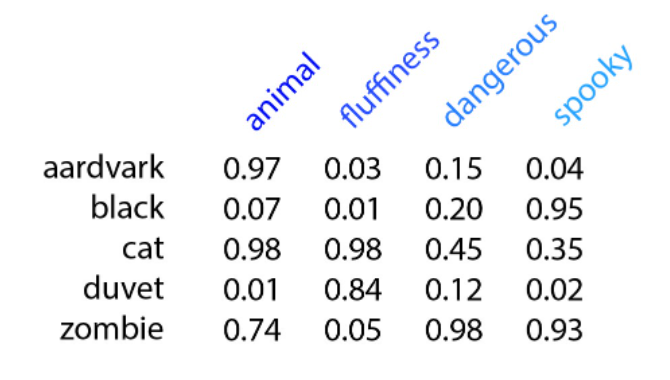 animal fluffiness dangerous spooky
aardvark 0.97 0.03 0.15 0.04
black 0.07 0.01 0.20 0.95
cat 0.98 0.98 0.45 0.35
duvet 0.01 0.84 0.12 0.02
zombie 0.74 0.05 0.98 0.93